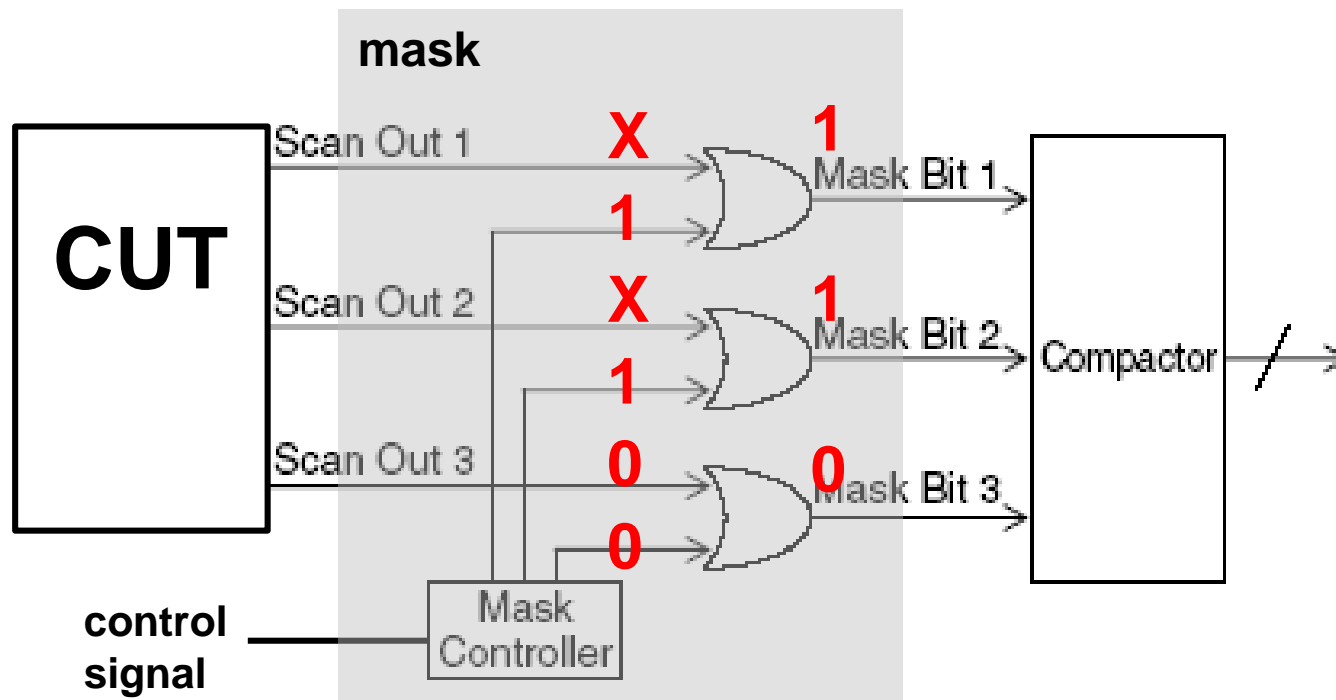 mask
Scan Out 1
X
1
Mask Bit 1
1
CUT
Scan Out 2
X
1
Mask Bit 2
1
Compactor
Scan Out 3
0
0
Mask Bit 3
0
Mask
Controller
control
signal